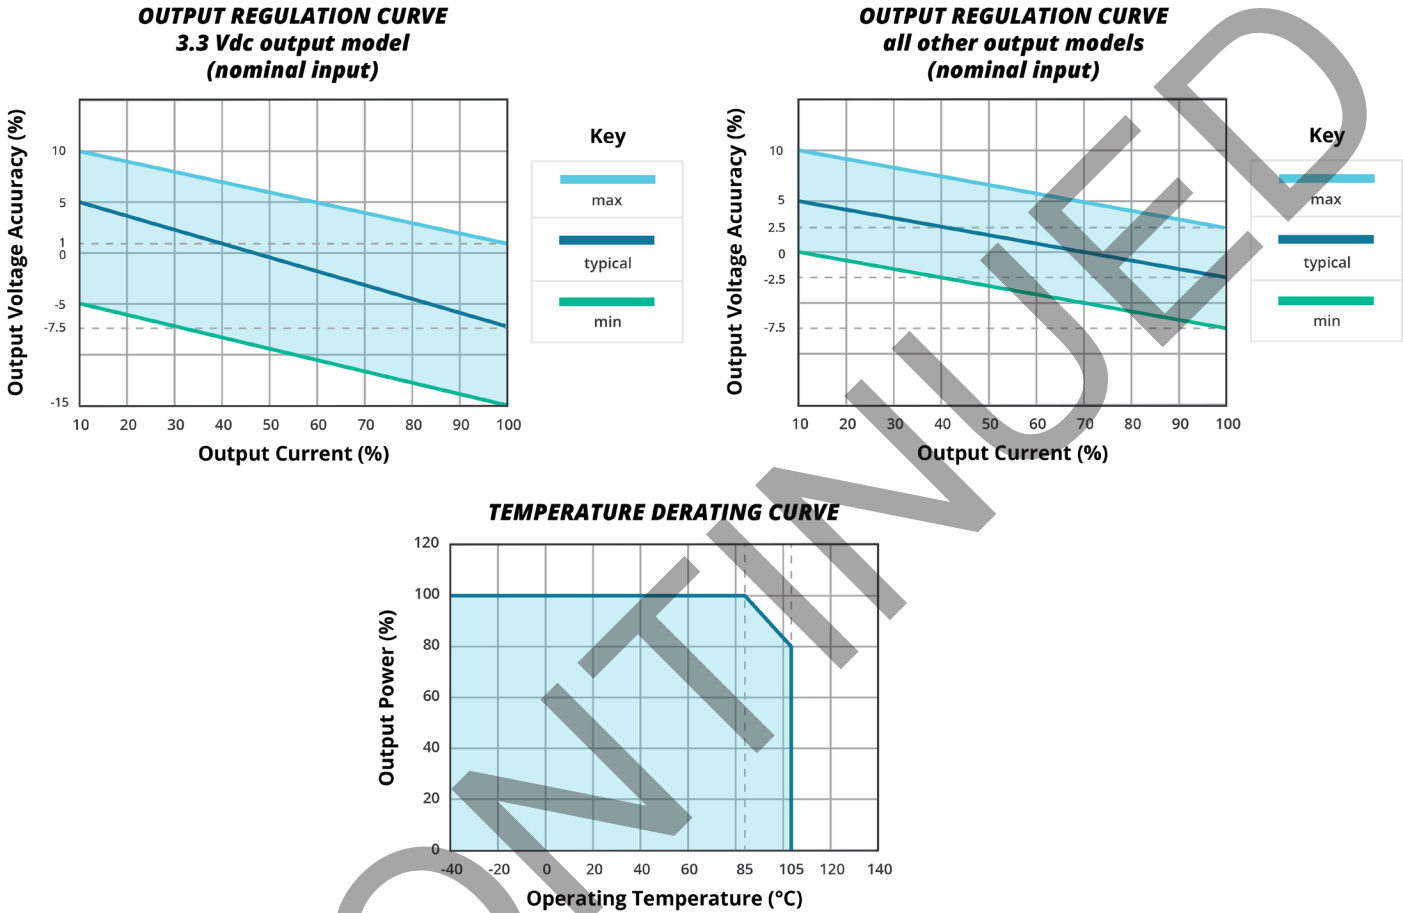 OUTPUT REGULATION CURVE
3.3 Vdc output model
(nominal input)
Output Voltage Acuuracy (%)
10
5
1
0
-5
-7.5
-15
10 20 30 40 50 60 70 80 90 100
Output Current (%)
Key
max
typical
min
OUTPUT REGULATION CURVE
all other output models
(nominal input)
Output Voltage Acuuracy (%)
10
5
2.5
0
-2.5
-7.5
10 20 30 40 50 60 70 80 90 100
Output Current (%)
Key
max
typical
min
TEMPERATURE DERATING CURVE
Output Power (%)
120
100
80
60
40
20
0
-40 -20 0 20 40 60 85 105 120 140
Operating Temperature (°C)
ONTINUED